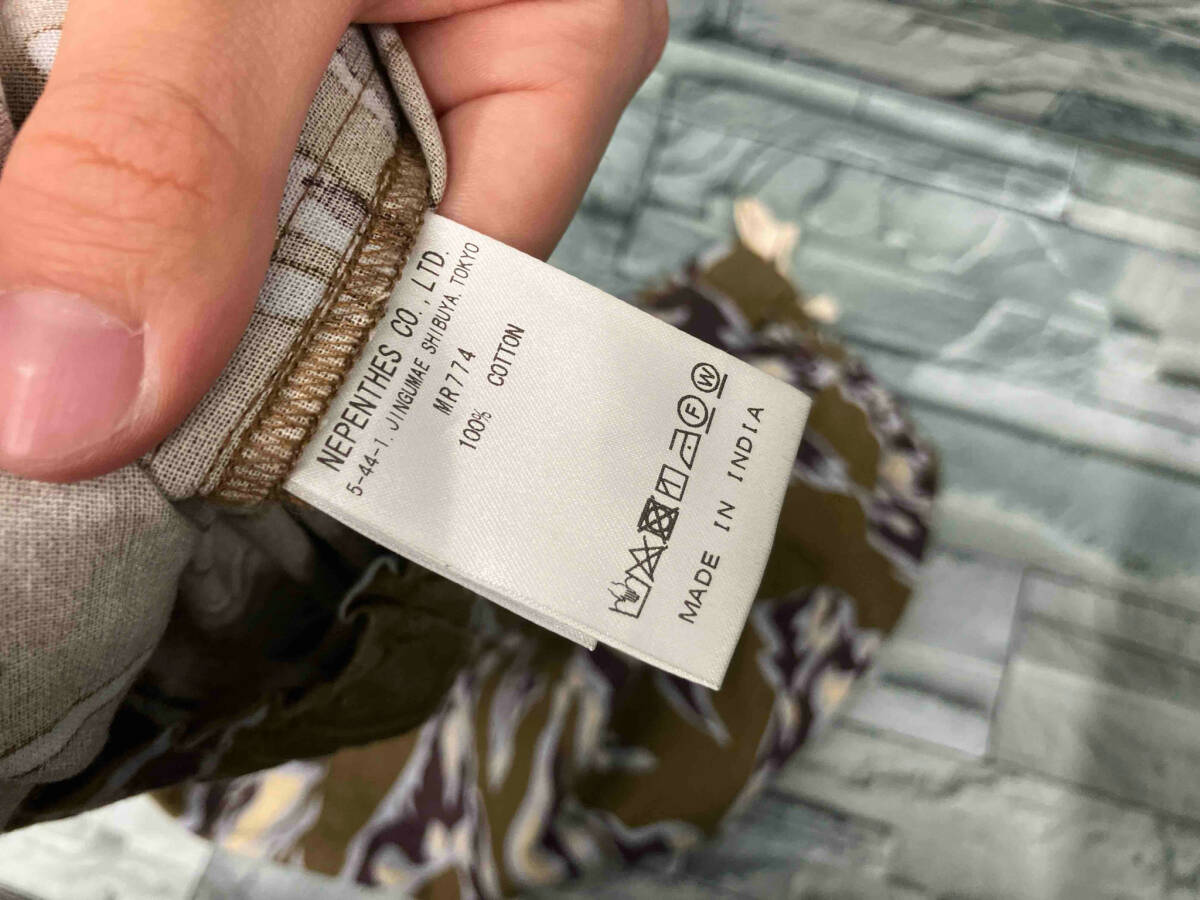 NEPENTHES CO., LTD.
5-44-1. JINGUMAE SHIBUYA. TOKYO
MR774
100% COTTON
F W
MADE IN INDIA